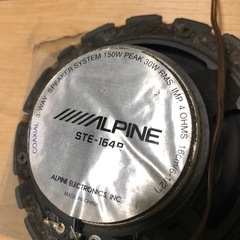 COAXIAL 3-WAY SPEAKER SYSTEM 150W PEAK 30W RMS IMP. 4 OHMS 16cm(6-1/2")
ALPINE
STE-164R
ALPINE ELECTRONICS, INC.
MADE IN CHINA